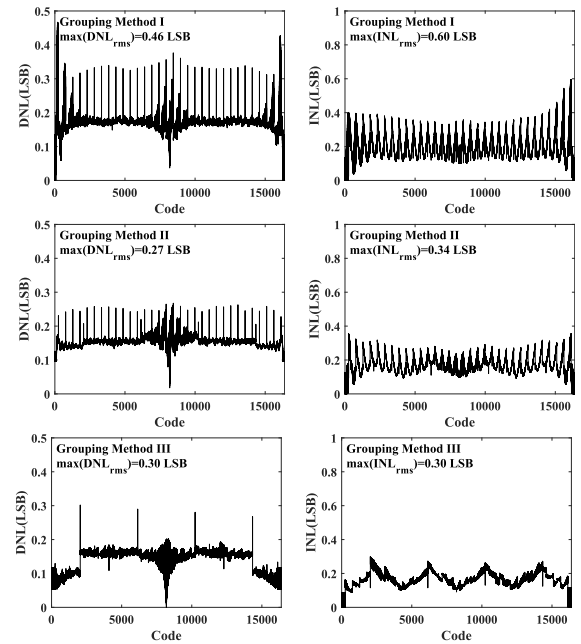 Grouping Method I
max(DNLrms)=0.46 LSB
DNL(LSB)
0.5
0.4
0.3
0.2
0.1
0
0 5000 10000 15000
Code
Grouping Method I
max(INLrms)=0.60 LSB
INL(LSB)
1
0.8
0.6
0.4
0.2
0
0 5000 10000 15000
Code
Grouping Method II
max(DNLrms)=0.27 LSB
DNL(LSB)
0.5
0.4
0.3
0.2
0.1
0
0 5000 10000 15000
Code
Grouping Method II
max(INLrms)=0.34 LSB
INL(LSB)
1
0.8
0.6
0.4
0.2
0
0 5000 10000 15000
Code
Grouping Method III
max(DNLrms)=0.30 LSB
DNL(LSB)
0.5
0.4
0.3
0.2
0.1
0
0 5000 10000 15000
Code
Grouping Method III
max(INLrms)=0.30 LSB
INL(LSB)
1
0.8
0.6
0.4
0.2
0
0 5000 10000 15000
Code